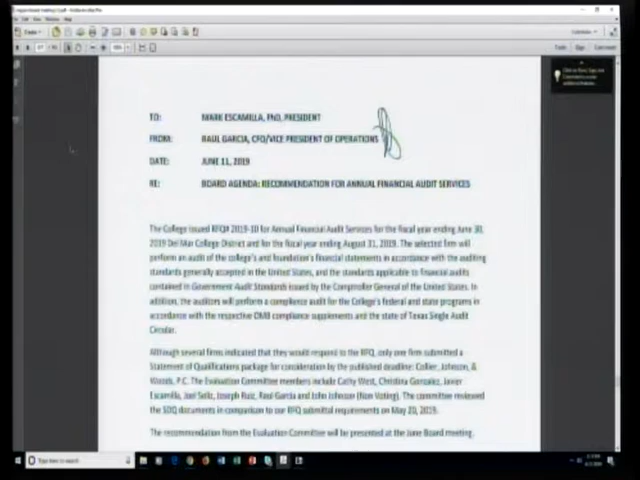 TO: MARK ESCAMILLA, PhD, PRESIDENT
FROM: RAUL GARCIA, CFO/VICE PRESIDENT OF OPERATIONS
DATE: JUNE 11, 2019
RE: BOARD AGENDA: RECOMMENDATION FOR ANNUAL FINANCIAL AUDIT SERVICES
The College issued RFQ# 2019-10 for Annual Financial Audit Services for the fiscal year ending June 30,
2019 Del Mar College District and for the fiscal year ending August 31, 2019. The selected firm will
perform an audit of the college's and foundation's financial statements in accordance with the auditing
standards generally accepted in the United States, and the standards applicable to financial audits
contained in Government Audit Standards issued by the Comptroller General of the United States. In
addition, the auditors will perform a compliance audit for the College's federal and state programs in
accordance with the respective OMB compliance supplements and the state of Texas Single Audit
Circular.
Although several firms indicated that they would respond to the RFQ, only one firm submitted a
Statement of Qualifications package for consideration by the published deadline: Collier, Johnson, &
Woods, P.C. The Evaluation Committee members include Cathy West, Christina Gonzalez, Javier
Escamilla, Joel Ruiz, Raul Garcia and John Johnson (Non Voting). The committee reviewed
the SOQ documents in comparison to our RFQ submittal requirements on May 20, 2019.
The recommendation from the Evaluation Committee will be presented at the June Board meeting.
Type here to search